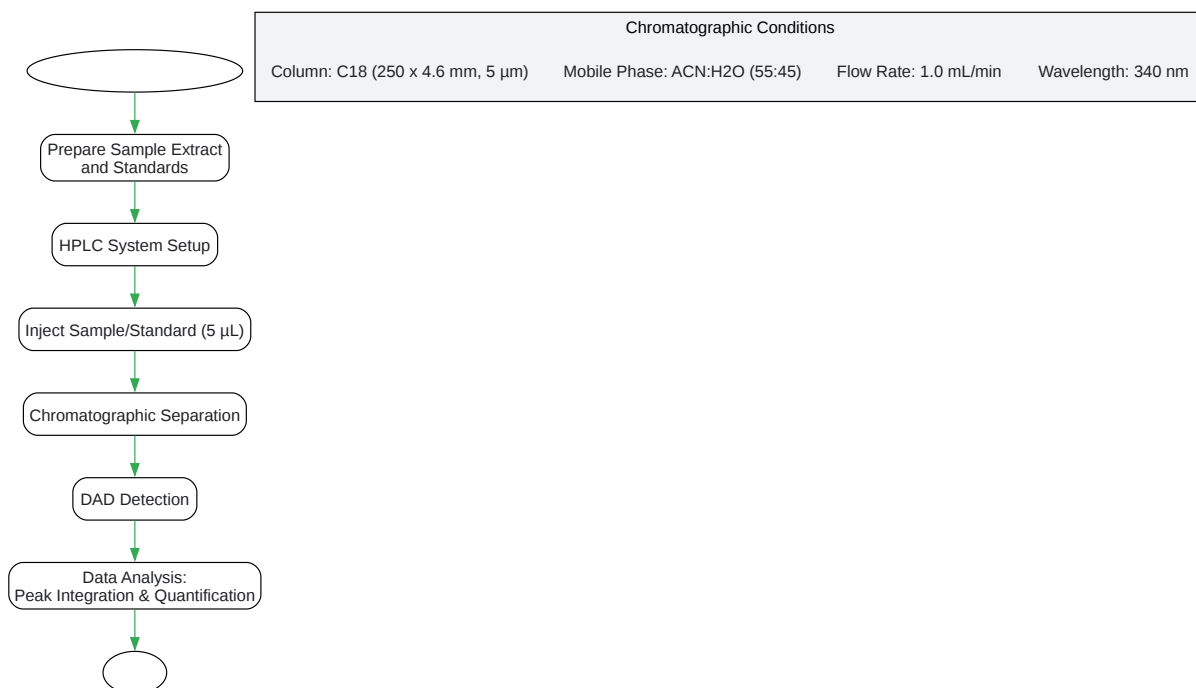 Chromatographic Conditions
Column: C18 (250 x 4.6 mm, 5 µm) Mobile Phase: ACN:H2O (55:45) Flow Rate: 1.0 mL/min Wavelength: 340 nm
Prepare Sample Extract
and Standards
HPLC System Setup
Inject Sample/Standard (5 µL)
Chromatographic Separation
DAD Detection
Data Analysis:
Peak Integration & Quantification